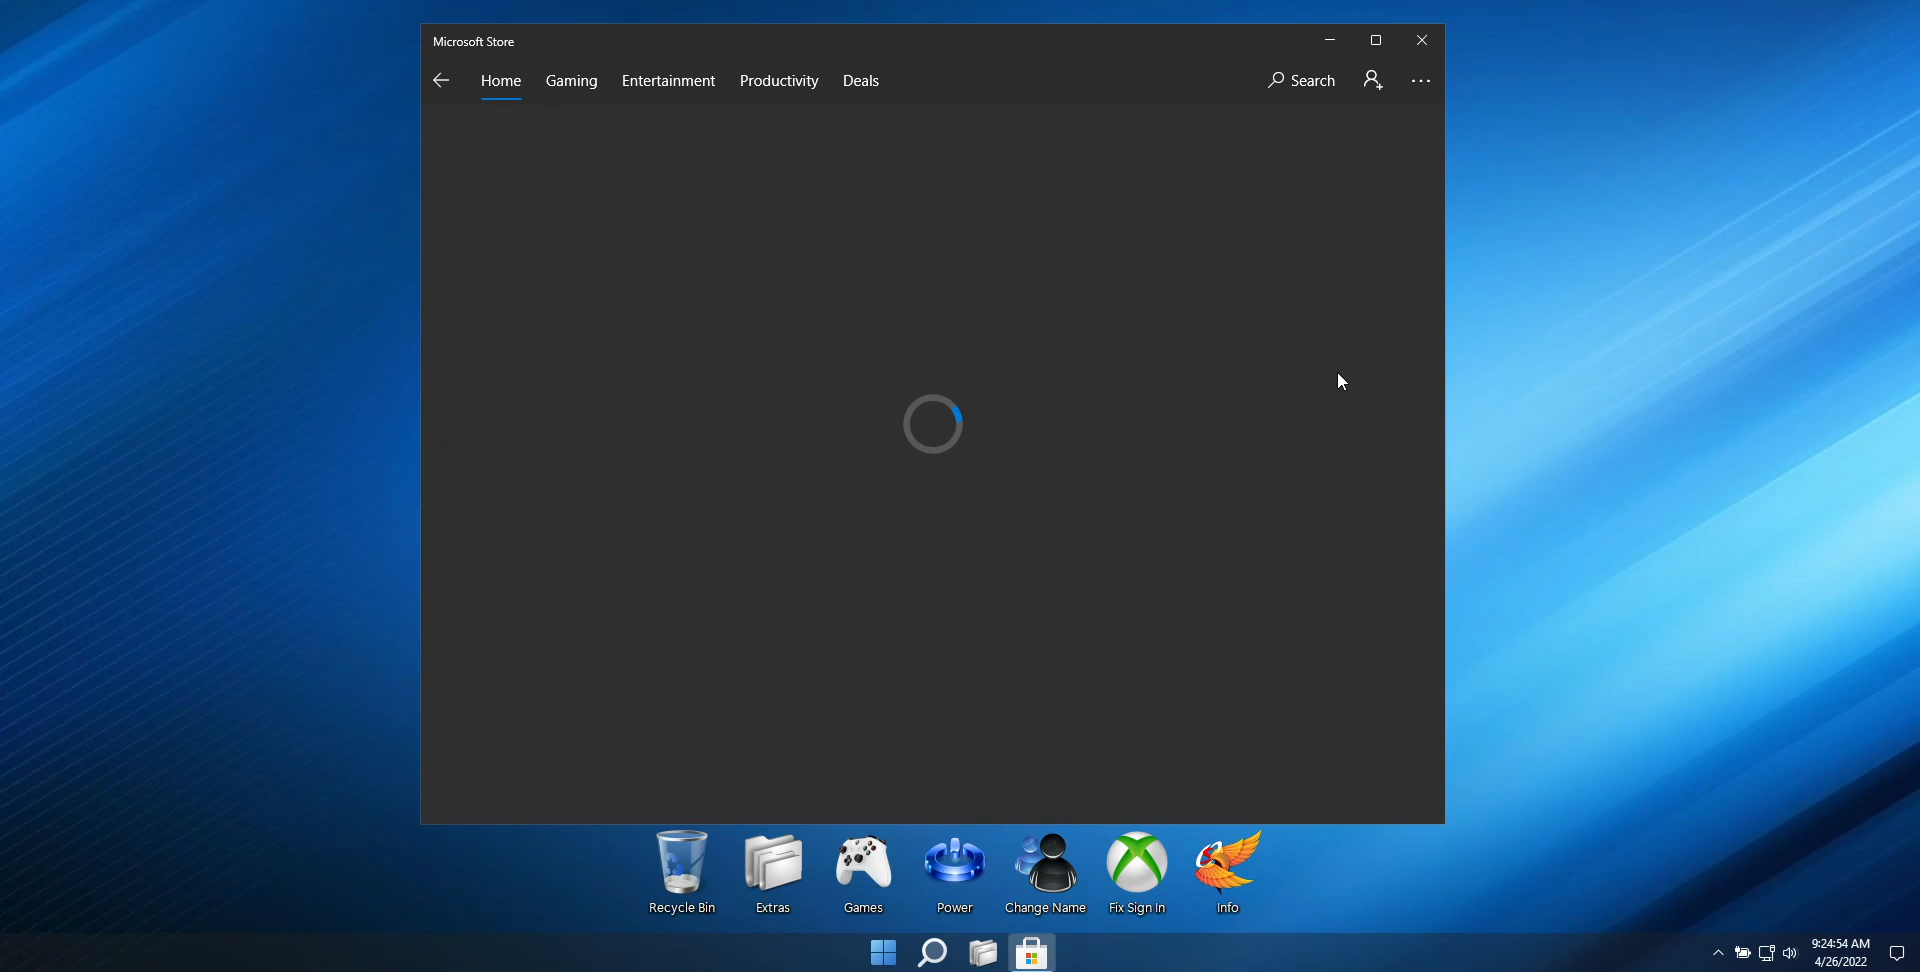 Microsoft Store
Home Gaming Entertainment Productivity Deals Search
Recycle Bin Extras Games Power Change Name Fix Sign In Info
9:24:54 AM
4/26/2022